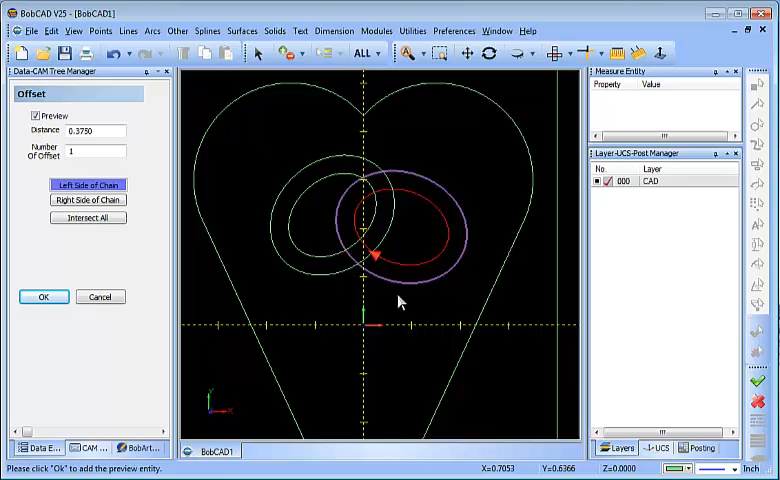 BobCAD V25 - [BobCAD1]
File Edit View Points Lines Arcs Other Splines Surfaces Solids Text Dimension Modules Utilities Preferences Window Help
ALL
Data-CAM Tree Manager
Offset
Preview
Distance 0.3750
Number Of Offset 1
Left Side of Chain
Right Side of Chain
Intersect All
OK Cancel
Data E... CAM ... BobArt...
Y
X
BobCAD1
Measure Entity
Property Value
Layer-UCS-Post Manager
No. Layer
000 CAD
Layers UCS Posting
Please click "Ok" to add the preview entity. X=0.7053 Y=0.6366 Z=0.0000 Inch